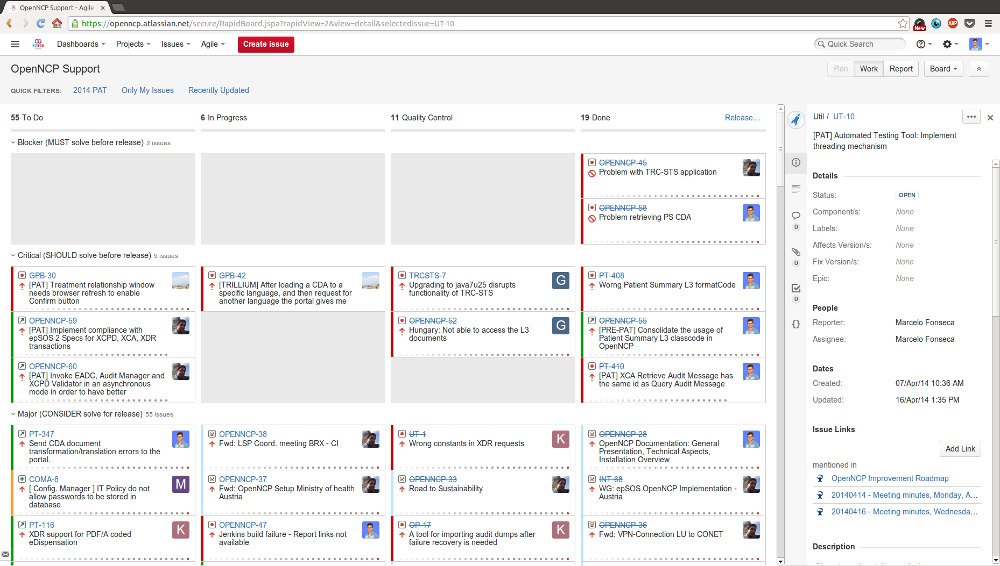 OpenNCP Support - Agile
https://openncp.atlassian.net/secure/RapidBoard.jspa?rapidView=2&view=detail&selectedIssue=UT-10
New
ABP
epsos
Dashboards Projects Issues Agile Create issue Quick Search
OpenNCP Support
Plan Work Report Board
QUICK FILTERS: 2014 PAT Only My Issues Recently Updated
55 To Do
6 In Progress
11 Quality Control
19 Done Release…
Blocker (MUST solve before release) 2 issues
OPENNCP-45
Problem with TRC-STS application
OPENNCP-58
Problem retrieving PS CDA
Critical (SHOULD solve before release) 9 issues
GPB-30
[PAT] Treatment relationship window
needs browser refresh to enable
Confirm button
OPENNCP-59
[PAT] Implement compliance with
epSOS 2 Specs for XCPD, XCA, XDR
transactions
OPENNCP-60
[PAT] Invoke EADC, Audit Manager and
XCPD Validator in an asynchronous
mode in order to have better
GPB-42
[TRILLIUM] After loading a CDA to a
specific language, and then request for
another language the portal gives me
TRCSTS-7
Upgrading to java7u25 disrupts
functionality of TRC-STS
G
OPENNCP-52
Hungary: Not able to access the L3
documents
G
PT-408
Worng Patient Summary L3 formatCode
OPENNCP-55
[PRE-PAT] Consolidate the usage of
Patient Summary L3 classcode in
OpenNCP
PT-410
[PAT] XCA Retrieve Audit Message has
the same id as Query Audit Message
Major (CONSIDER solve for release) 55 issues
PT-347
Send CDA document
transformation/translation errors to the
portal.
COMA-8
[ Config. Manager ] IT Policy do not
allow passwords to be stored in
database
M
PT-116
XDR support for PDF/A coded
eDispensation
K
OPENNCP-38
Fwd: LSP Coord. meeting BRX - CI
OPENNCP-37
Fwd: OpenNCP Setup Ministry of health
Austria
OPENNCP-47
Jenkins build failure - Report links not
available
UT-1
Wrong constants in XDR requests
K
OPENNCP-33
Road to Sustainability
OP-17
A tool for importing audit dumps after
failure recovery is needed
K
OPENNCP-28
OpenNCP Documentation: General
Presentation, Technical Aspects,
Installation Overview
INT-68
WG: epSOS OpenNCP Implementation -
Austria
OPENNCP-36
Fwd: VPN-Connection LU to CONET
0
0
0
Util / UT-10
[PAT] Automated Testing Tool: Implement
threading mechanism
Details
Status: OPEN
Component/s: None
Labels: None
Affects Version/s: None
Fix Version/s: None
Epic: None
People
Reporter: Marcelo Fonseca
Assignee: Marcelo Fonseca
Dates
Created: 07/Apr/14 10:36 AM
Updated: 16/Apr/14 1:35 PM
Issue Links
Add Link
mentioned in
OpenNCP Improvement Roadmap
20140414 - Meeting minutes, Monday, A...
20140416 - Meeting minutes, Wednesda...
Description